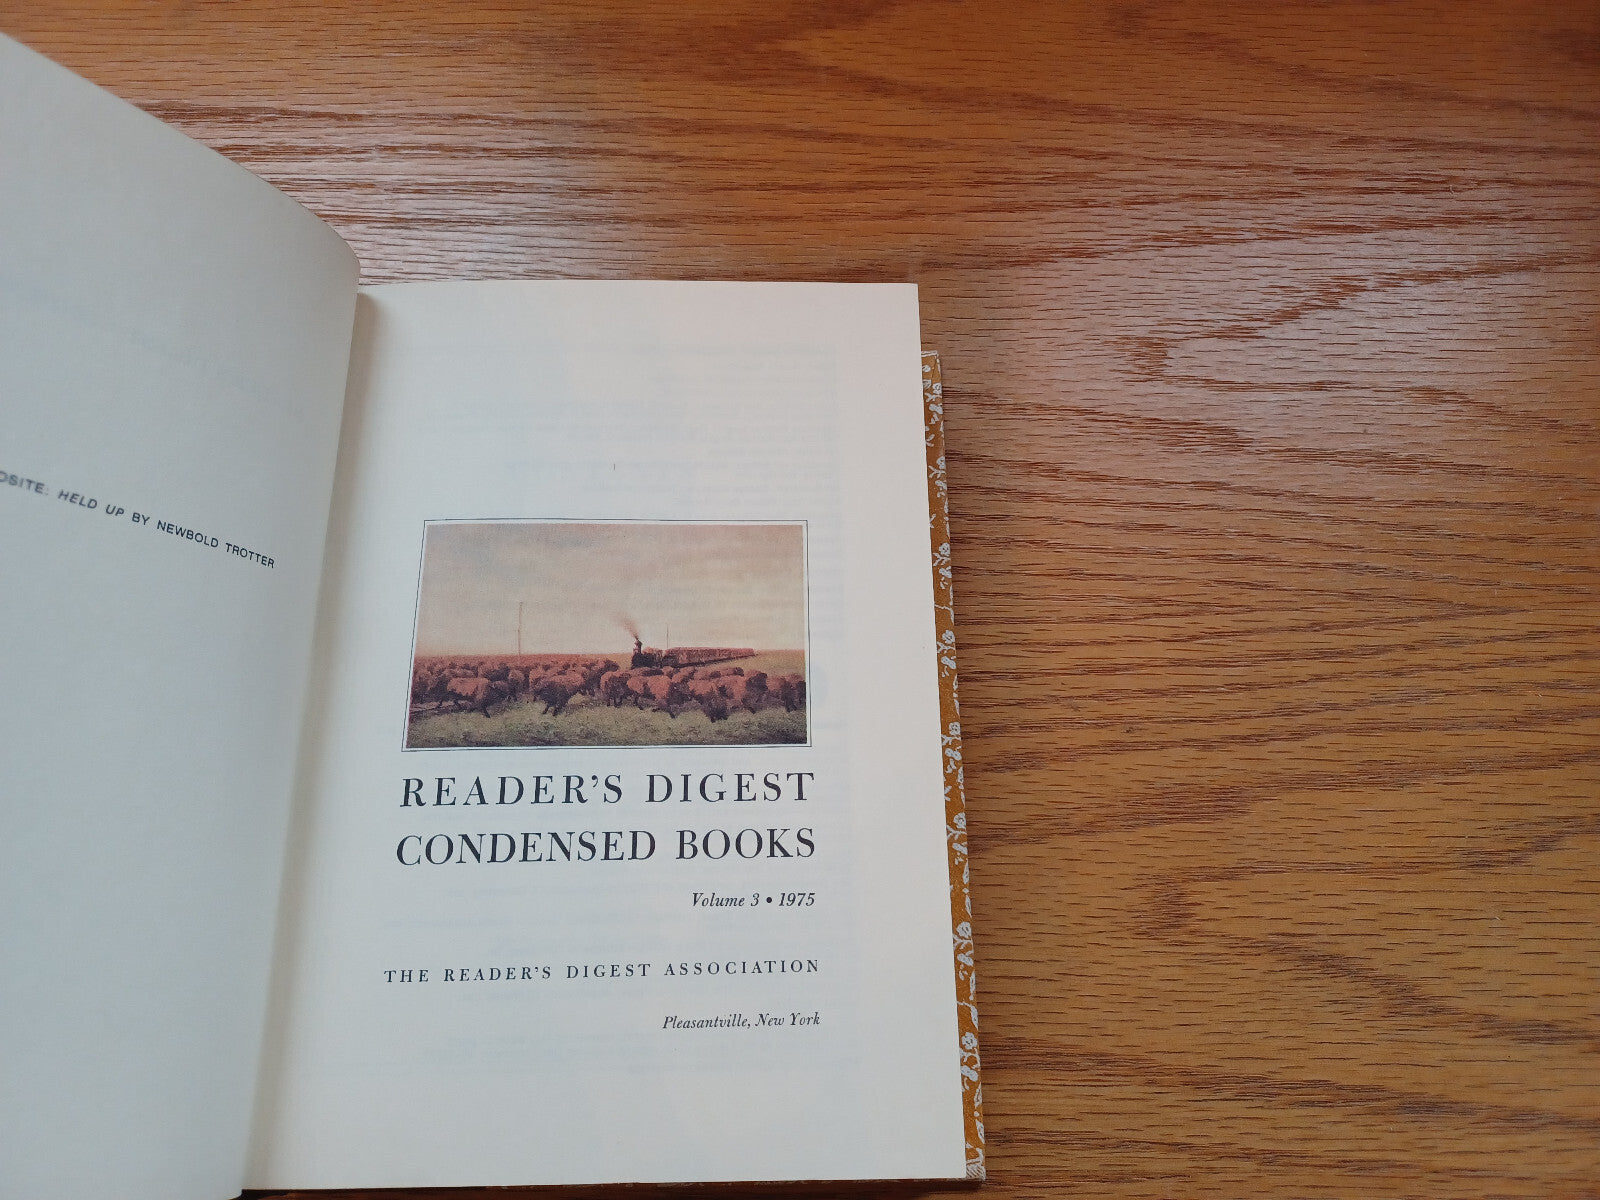 HELD UP BY NEWBOLD TROTTER
READER'S DIGEST
CONDENSED BOOKS
Volume 3 • 1975
THE READER'S DIGEST ASSOCIATION
Pleasantville, New York